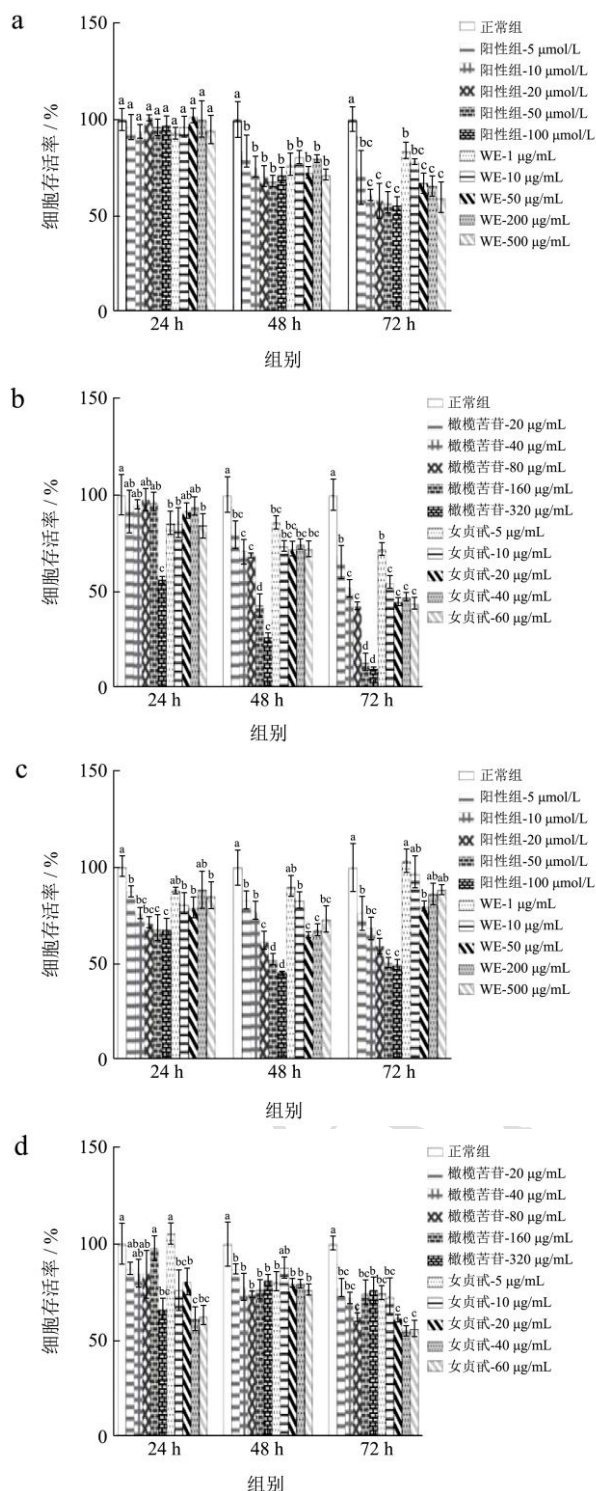 a
150
100
50
0
细胞存活率 / %
24 h
48 h
72 h
组别
正常组
阳性组-5 μmol/L
阳性组-10 μmol/L
阳性组-20 μmol/L
阳性组-50 μmol/L
阳性组-100 μmol/L
WE-1 μg/mL
WE-10 μg/mL
WE-50 μg/mL
WE-200 μg/mL
WE-500 μg/mL
b
150
100
50
0
细胞存活率 / %
24 h
48 h
72 h
组别
正常组
橄榄苦苷-20 μg/mL
橄榄苦苷-40 μg/mL
橄榄苦苷-80 μg/mL
橄榄苦苷-160 μg/mL
橄榄苦苷-320 μg/mL
女贞甙-5 μg/mL
女贞甙-10 μg/mL
女贞甙-20 μg/mL
女贞甙-40 μg/mL
女贞甙-60 μg/mL
c
150
100
50
0
细胞存活率 / %
24 h
48 h
72 h
组别
正常组
阳性组-5 μmol/L
阳性组-10 μmol/L
阳性组-20 μmol/L
阳性组-50 μmol/L
阳性组-100 μmol/L
WE-1 μg/mL
WE-10 μg/mL
WE-50 μg/mL
WE-200 μg/mL
WE-500 μg/mL
d
150
100
50
0
细胞存活率 / %
24 h
48 h
72 h
组别
正常组
橄榄苦苷-20 μg/mL
橄榄苦苷-40 μg/mL
橄榄苦苷-80 μg/mL
橄榄苦苷-160 μg/mL
橄榄苦苷-320 μg/mL
女贞甙-5 μg/mL
女贞甙-10 μg/mL
女贞甙-20 μg/mL
女贞甙-40 μg/mL
女贞甙-60 μg/mL